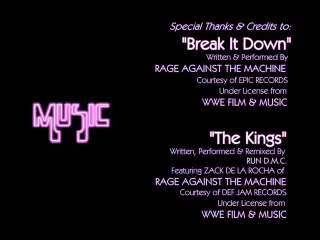 Special Thanks & Credits to:
"Break It Down"
Written & Performed By
RAGE AGAINST THE MACHINE
Courtesy of EPIC RECORDS
Under License from
WWE FILM & MUSIC
MUSIC
"The Kings"
Written, Performed & Remixed By
RUN D.M.C.
Featuring ZACK DE LA ROCHA of
RAGE AGAINST THE MACHINE
Courtesy of DEF JAM RECORDS
Under License from
WWE FILM & MUSIC